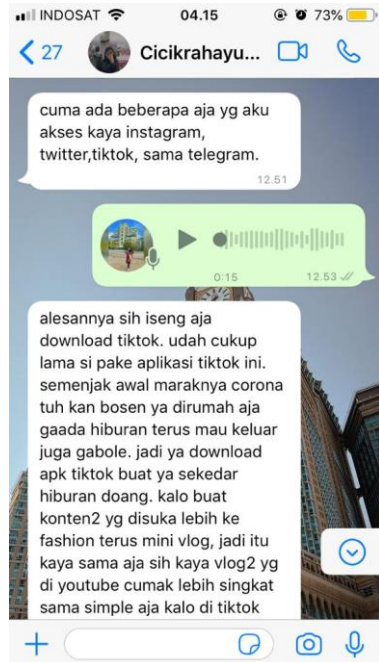 INDOSAT 04.15 73%
27 Cicikrahayu...
cuma ada beberapa aja yg aku
akses kaya instagram,
twitter,tiktok, sama telegram.
12.51
0:15 12.53
alesannya sih iseng aja
download tiktok. udah cukup
lama si pake aplikasi tiktok ini.
semenjak awal maraknya corona
tuh kan bosen ya dirumah aja
gaada hiburan terus mau keluar
juga gabole. jadi ya download
apk tiktok buat ya sekedar
hiburan doang. kalo buat
konten2 yg disuka lebih ke
fashion terus mini vlog, jadi itu
kaya sama aja sih kaya vlog2 yg
di youtube cumak lebih singkat
sama simple aja kalo di tiktok